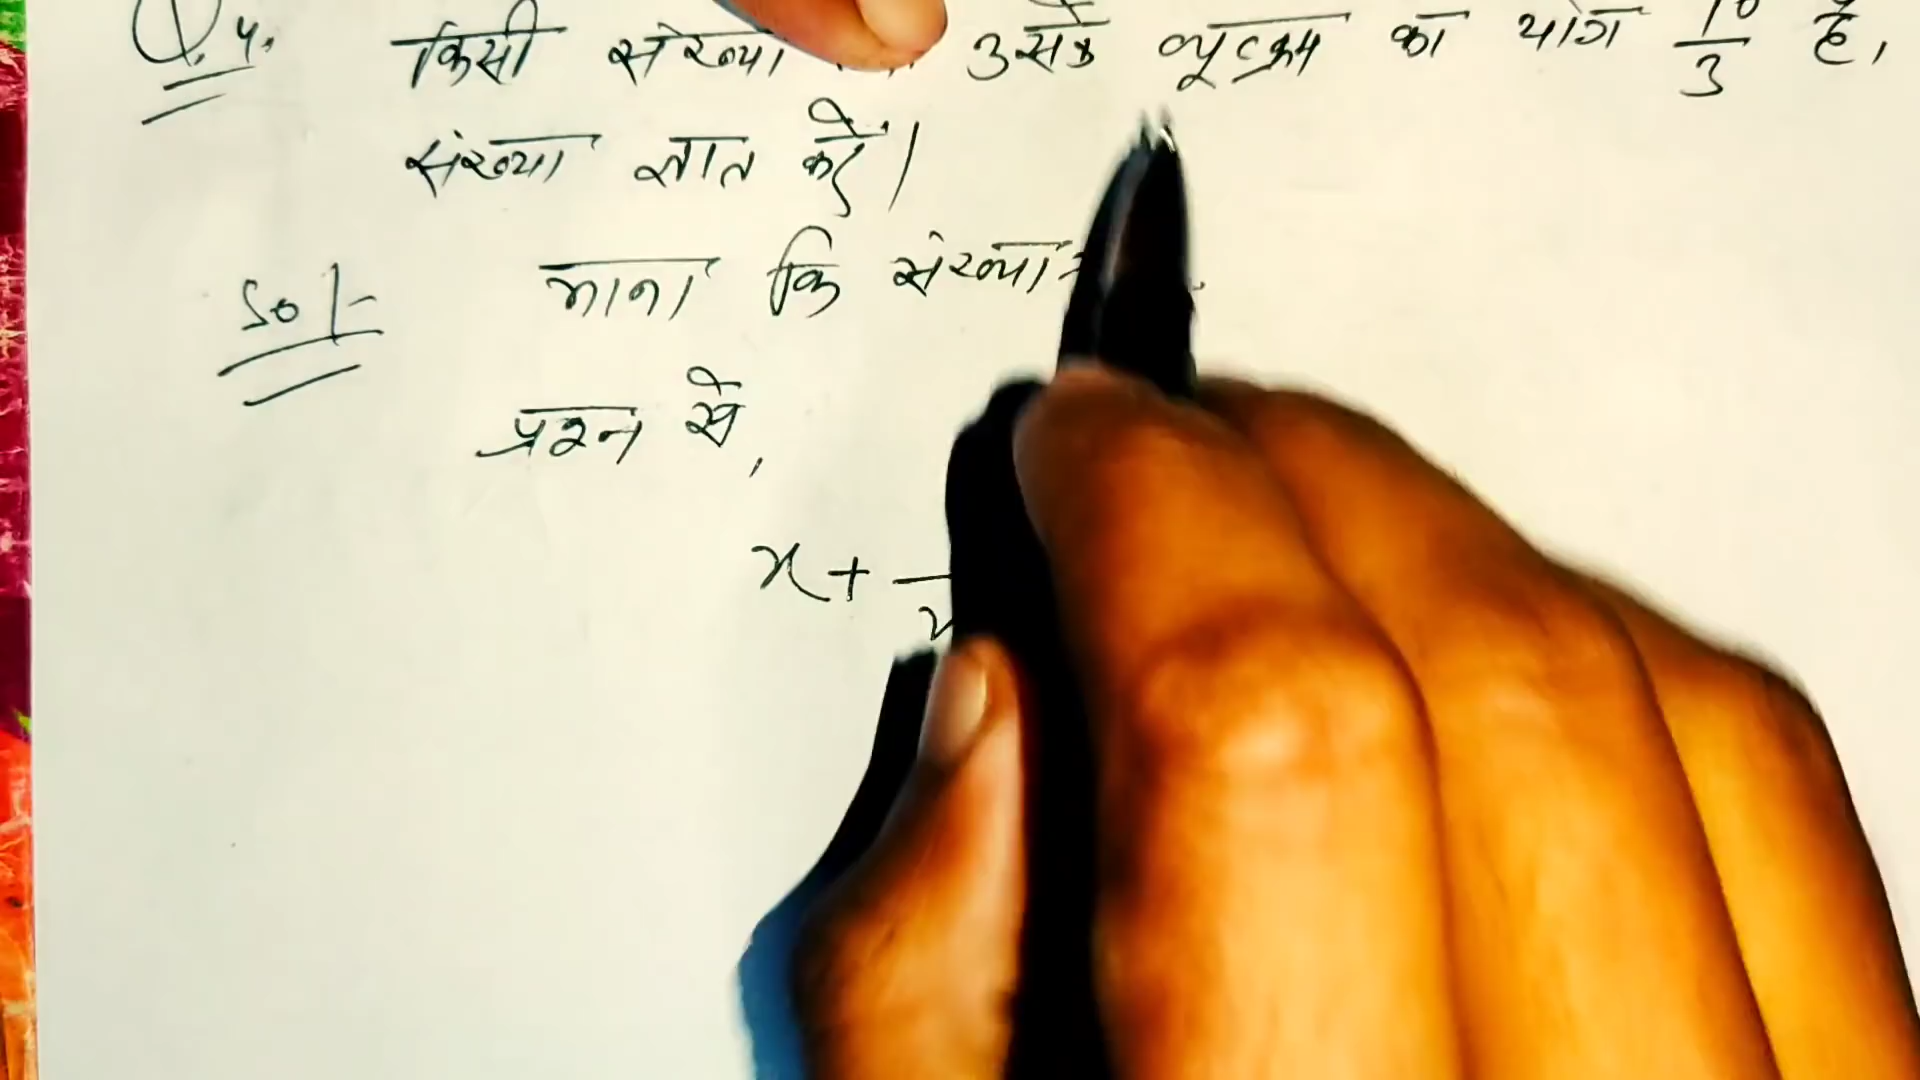 Q.4. किसी संख्या उसके व्युत्क्रम का योग 10/3 है,
संख्या ज्ञात करें।
Sol- माना कि संख्या =
प्रश्न से,
x +